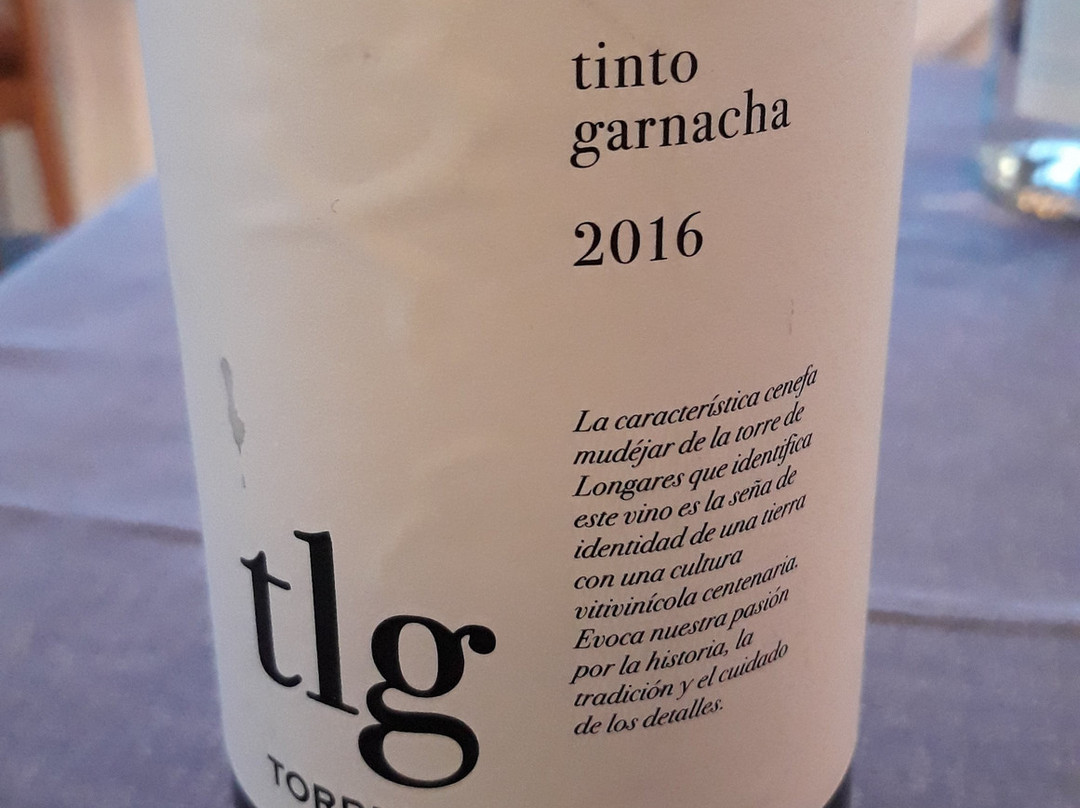 tinto
garnacha
2016
La característica cenefa
mudéjar de la torre de
Longares que identifica
este vino es la seña de
identidad de una tierra
con una cultura
vitivinícola centenaria.
Evoca nuestra pasión
por la historia, la
tradición y el cuidado
de los detalles.
tlg